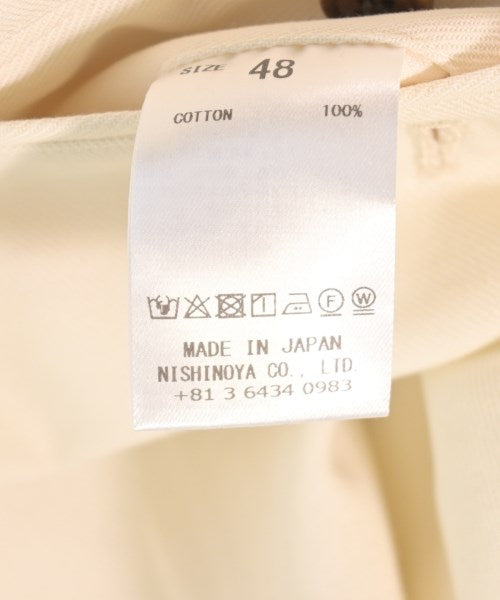 SIZE 48
COTTON 100%
F W
MADE IN JAPAN
NISHINOYA CO., LTD.
+81 3 6434 0983